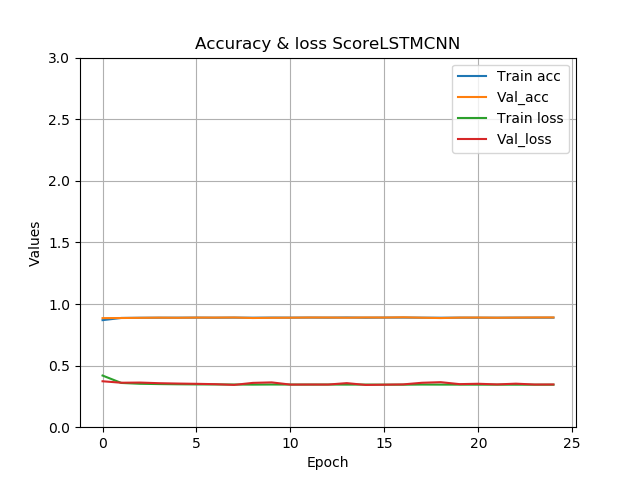 Accuracy & loss ScoreLSTMCNN
Train acc
Val_acc
Train loss
Val_loss
3.0
2.5
2.0
1.5
1.0
0.5
0.0
Values
0 5 10 15 20 25
Epoch